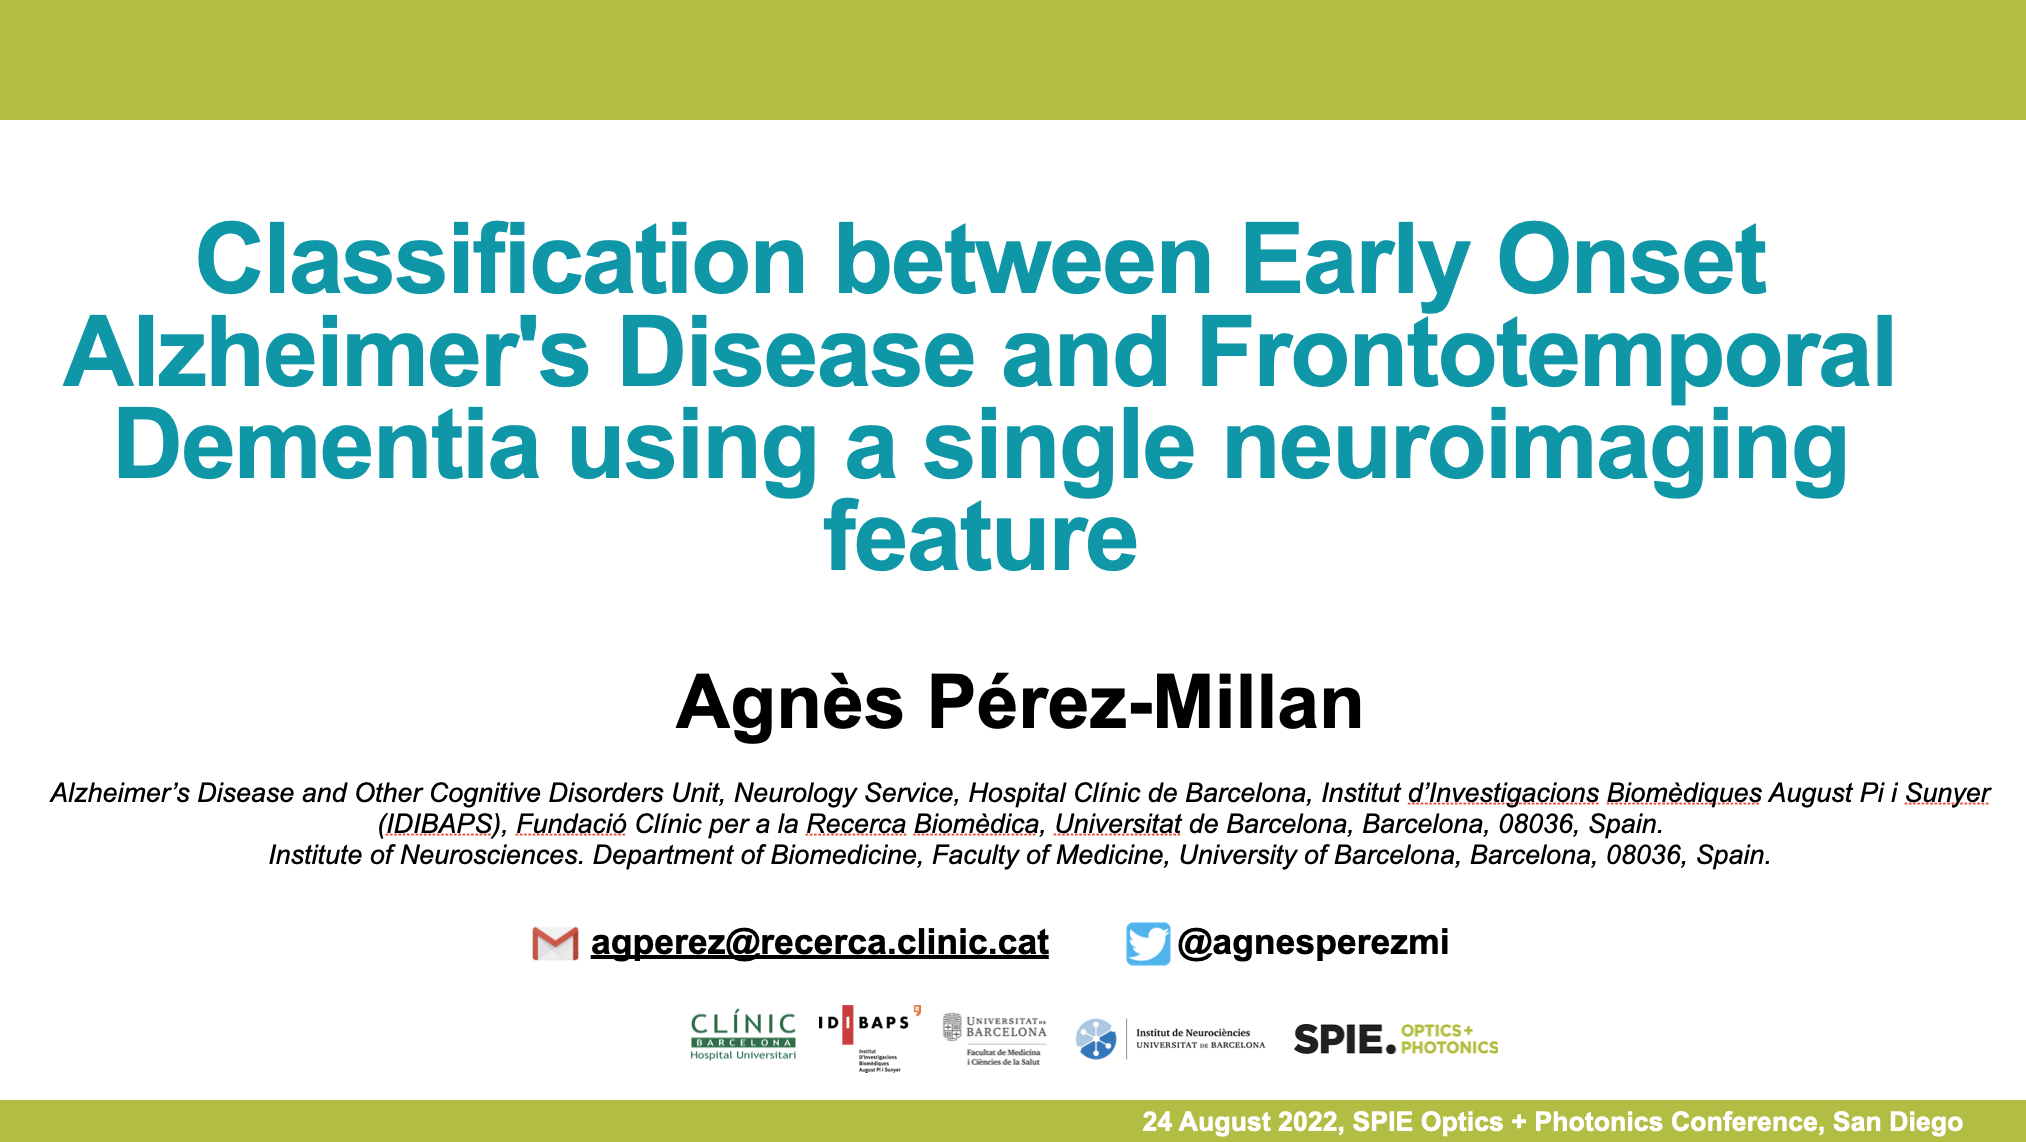 Classification between Early Onset
Alzheimer's Disease and Frontotemporal
Dementia using a single neuroimaging
feature
Agnès Pérez-Millan
Alzheimer’s Disease and Other Cognitive Disorders Unit, Neurology Service, Hospital Clínic de Barcelona, Institut d’Investigacions Biomèdiques August Pi i Sunyer
(IDIBAPS), Fundació Clínic per a la Recerca Biomèdica, Universitat de Barcelona, Barcelona, 08036, Spain.
Institute of Neurosciences. Department of Biomedicine, Faculty of Medicine, University of Barcelona, Barcelona, 08036, Spain.
agperez@recerca.clinic.cat
@agnesperezmi
CLÍNIC
BARCELONA
Hospital Universitari
IDIBAPS
Institut
D'Investigacions
Biomèdiques
August Pi i Sunyer
UNIVERSITAT DE
BARCELONA
Facultat de Medicina
i Ciències de la Salut
Institut de Neurociències
UNIVERSITAT DE BARCELONA
SPIE. OPTICS+
PHOTONICS
24 August 2022, SPIE Optics + Photonics Conference, San Diego